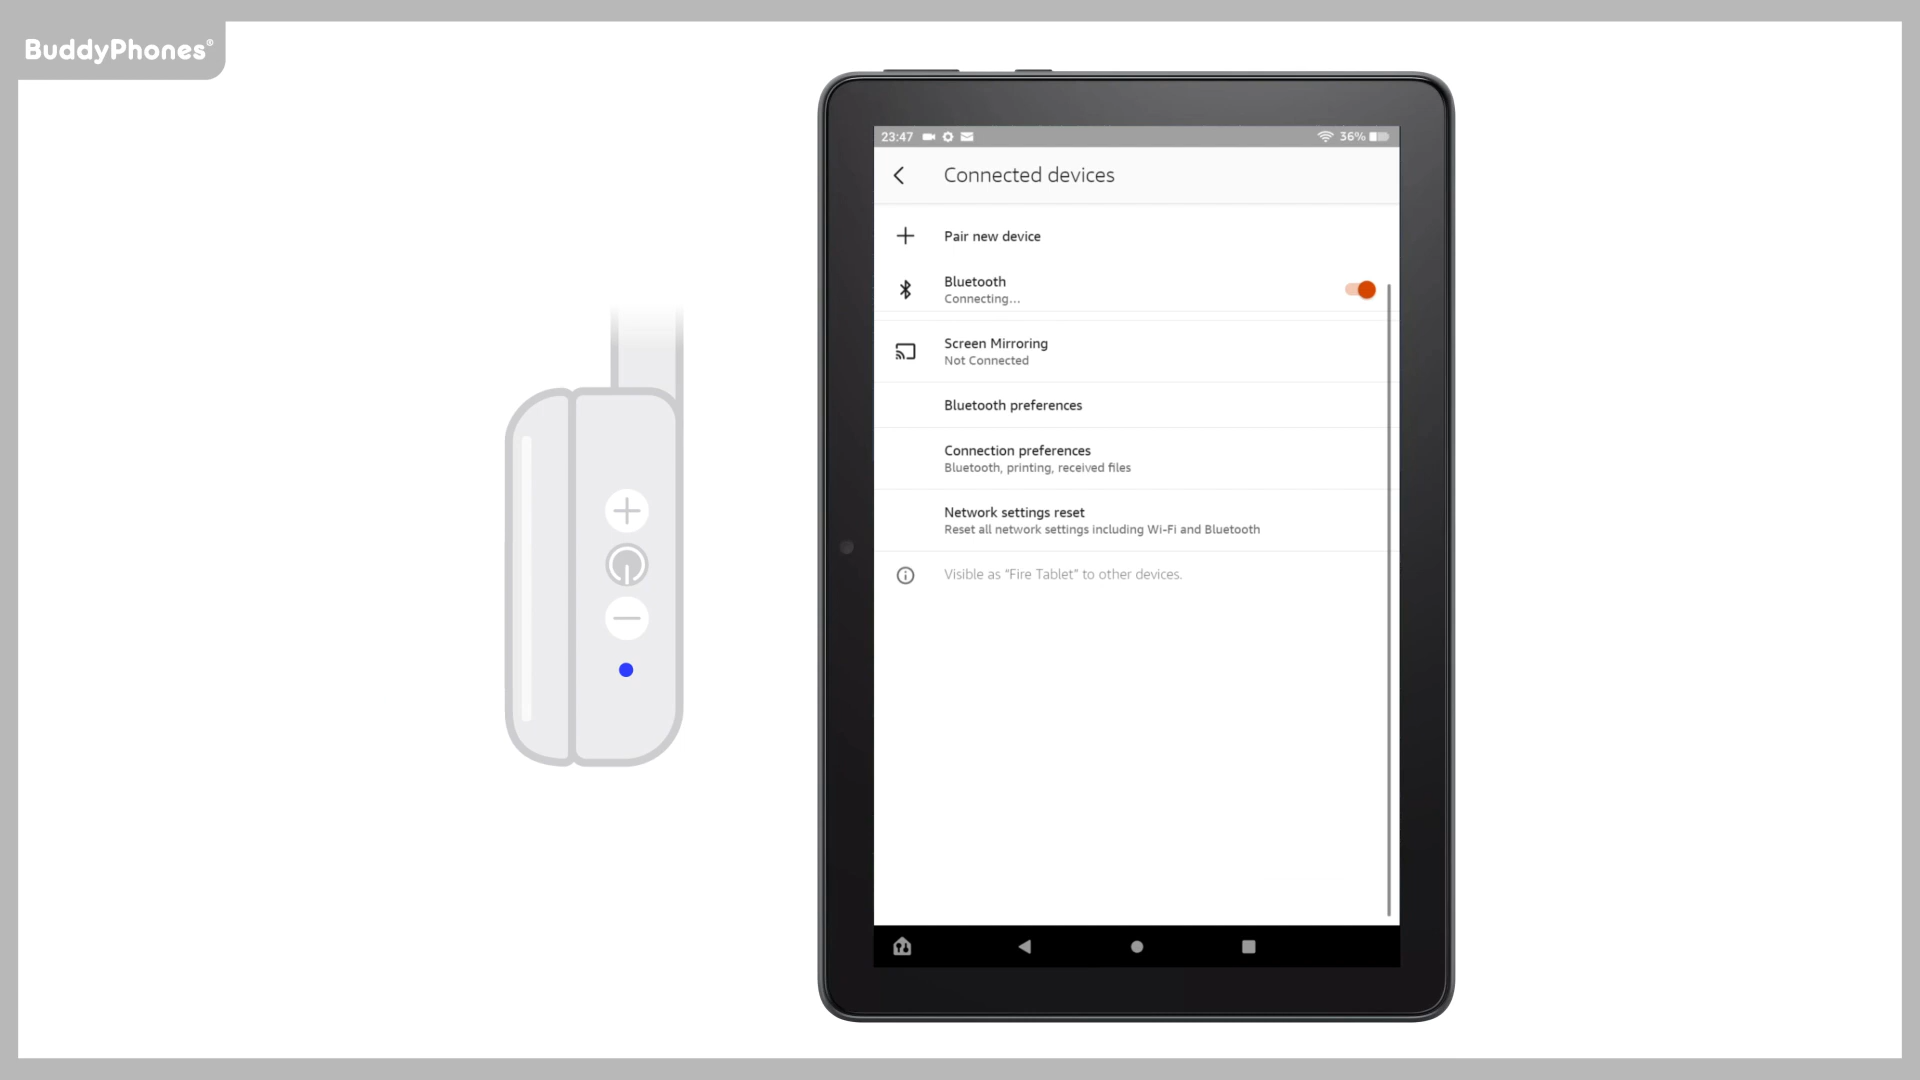 BuddyPhones®
23:47
36%
Connected devices
Pair new device
Bluetooth
Connecting...
Screen Mirroring
Not Connected
Bluetooth preferences
Connection preferences
Bluetooth, printing, received files
Network settings reset
Reset all network settings including Wi-Fi and Bluetooth
Visible as “Fire Tablet” to other devices.